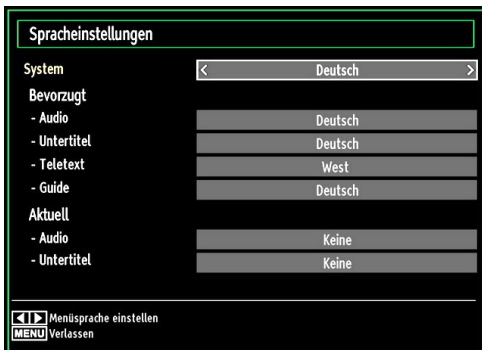 Spracheinstellungen
System < Deutsch >
Bevorzugt
- Audio Deutsch
- Untertitel Deutsch
- Teletext West
- Guide Deutsch
Aktuell
- Audio Keine
- Untertitel Keine
Menüsprache einstellen
MENU Verlassen